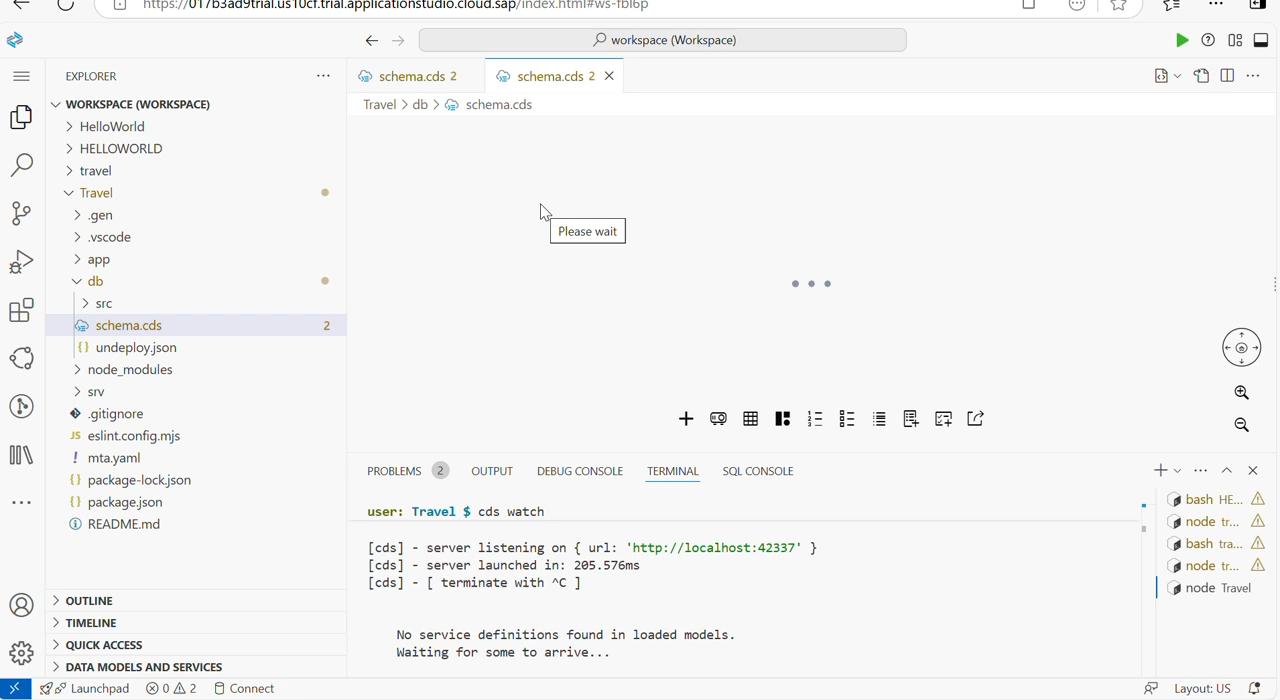 https://017b3ad9trial.us10cf.trial.applicationstudio.cloud.sap/index.html#ws-fbl6p
workspace (Workspace)
EXPLORER
WORKSPACE (WORKSPACE)
HelloWorld
HELLOWORLD
travel
Travel
.gen
.vscode
app
db
src
schema.cds 2
undeploy.json
node_modules
srv
.gitignore
JS eslint.config.mjs
! mta.yaml
{} package-lock.json
{} package.json
README.md
OUTLINE
TIMELINE
QUICK ACCESS
DATA MODELS AND SERVICES
schema.cds 2
schema.cds 2
Travel > db > schema.cds
Please wait
PROBLEMS 2 OUTPUT DEBUG CONSOLE TERMINAL SQL CONSOLE
user: Travel $ cds watch
[cds] - server listening on { url: 'http://localhost:42337' }
[cds] - server launched in: 205.576ms
[cds] - [ terminate with ^C ]
No service definitions found in loaded models.
Waiting for some to arrive...
bash HE...
node tr...
bash tra...
node tr...
node Travel
Launchpad 0 2 Connect
Layout: US